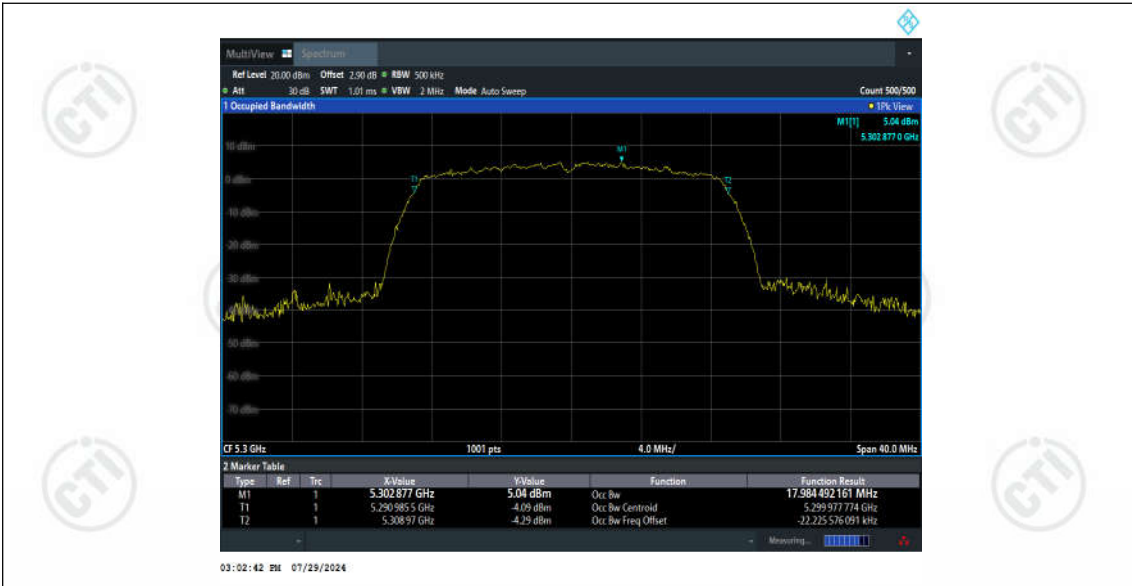 MultiView Spectrum
Ref Level 20.00 dBm Offset 2.90 dB RBW 500 kHz
Att 30 dB SWT 1.01 ms VBW 2 MHz Mode Auto Sweep Count 500/500
1 Occupied Bandwidth 1Pk View
M1[1] 5.04 dBm
5.302 877 0 GHz
M1
10 dBm
T1 T2
0 dBm
-10 dBm
-20 dBm
-30 dBm
-40 dBm
-50 dBm
-60 dBm
-70 dBm
CF 5.3 GHz 1001 pts 4.0 MHz/ Span 40.0 MHz
2 Marker Table
Type Ref Trc X-Value Y-Value Function Function Result
M1 1 5.302 877 GHz 5.04 dBm Occ Bw 17.984 492 161 MHz
T1 1 5.290 985 5 GHz -4.09 dBm Occ Bw Centroid 5.299 977 774 GHz
T2 1 5.308 97 GHz -4.29 dBm Occ Bw Freq Offset -22.225 576 091 kHz
Measuring...
03:02:42 PM 07/29/2024
CTI
CTI
CTI
CTI